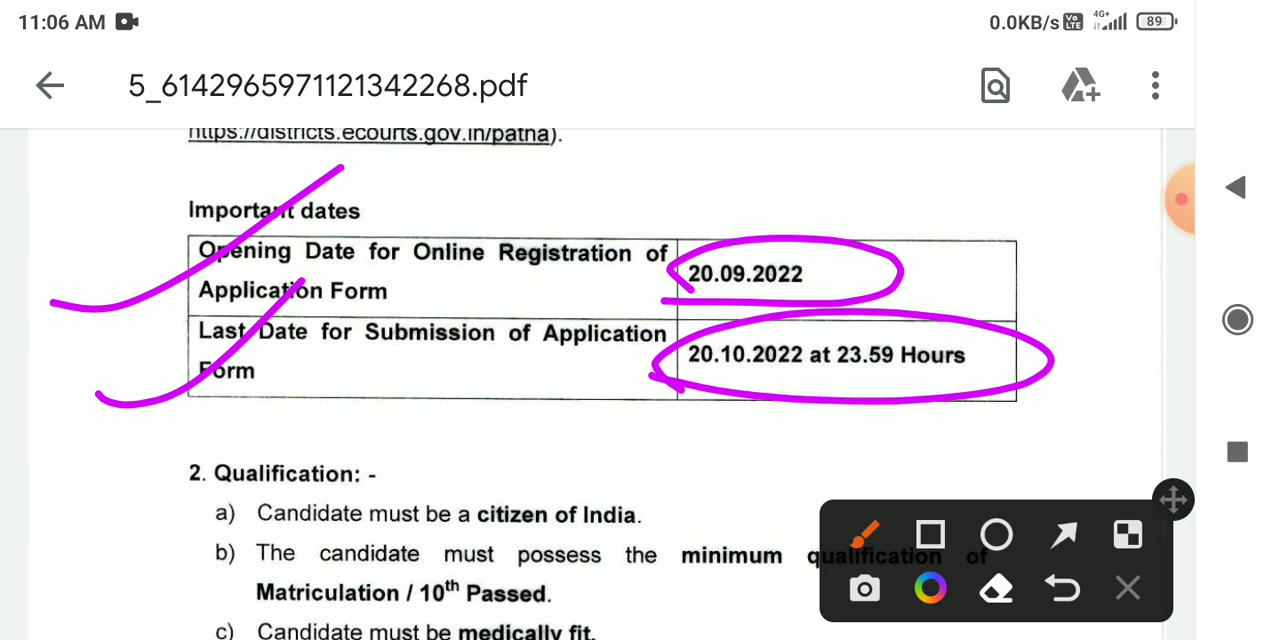 11:06 AM
0.0KB/s Vo LTE 4G+ 89
5_6142965971121342268.pdf
https://districts.ecourts.gov.in/patna).
Important dates
Opening Date for Online Registration of
Application Form
20.09.2022
Last Date for Submission of Application
Form
20.10.2022 at 23.59 Hours
2. Qualification: -
a) Candidate must be a citizen of India.
b) The candidate must possess the minimum qualification of
Matriculation / 10th Passed.
c) Candidate must be medically fit.